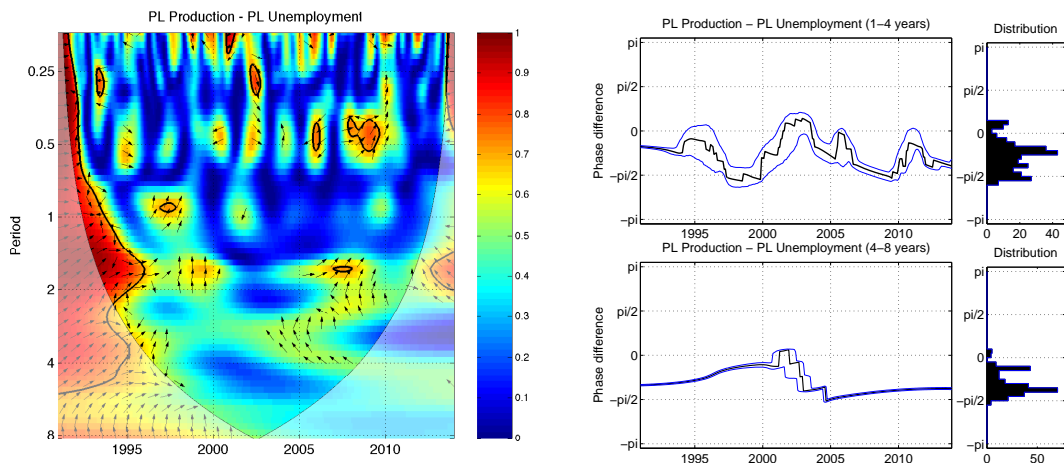 PL Production - PL Unemployment
Period
0.25
0.5
1
2
4
8
1995
2000
2005
2010
1
0.9
0.8
0.7
0.6
0.5
0.4
0.3
0.2
0.1
0
PL Production – PL Unemployment (1–4 years)
Phase difference
pi
pi/2
0
−pi/2
−pi
1995
2000
2005
2010
Distribution
pi
pi/2
0
−pi/2
−pi
0
20
40
PL Production – PL Unemployment (4–8 years)
Phase difference
pi
pi/2
0
−pi/2
−pi
1995
2000
2005
2010
Distribution
pi
pi/2
0
−pi/2
−pi
0
50